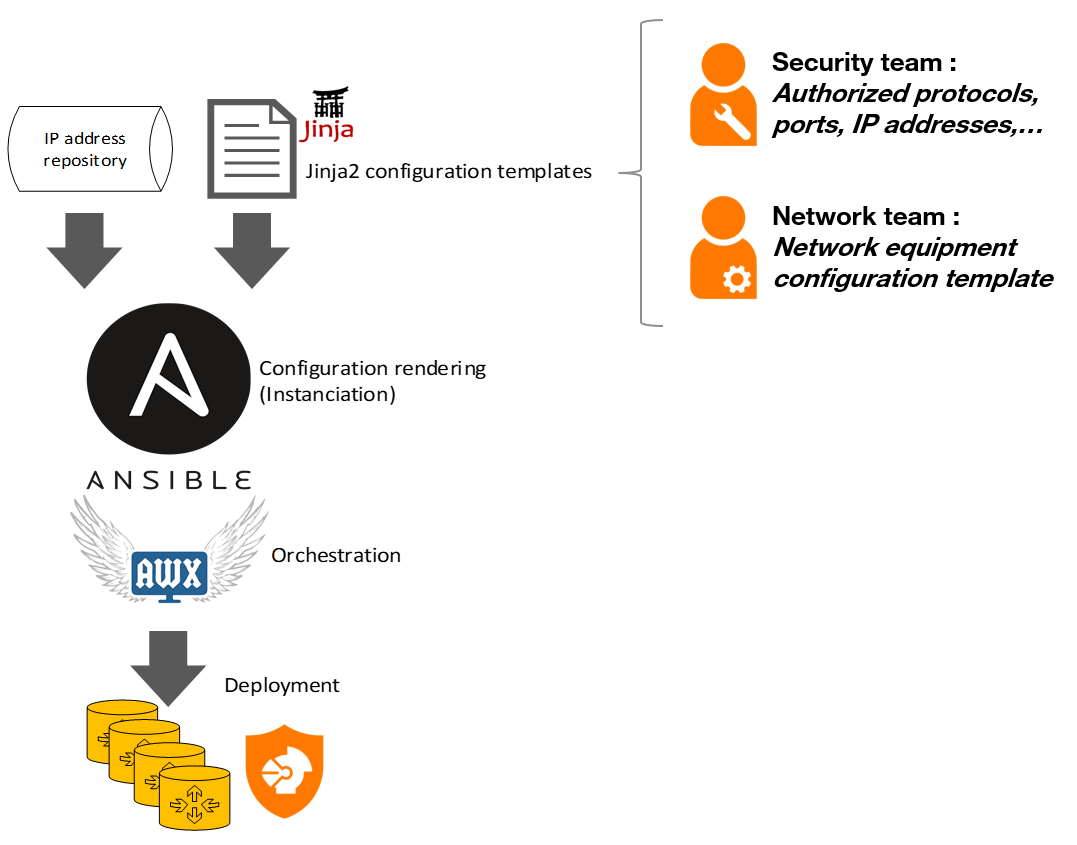 IP address
repository
Jinja
Jinja2 configuration templates
Security team :
Authorized protocols,
ports, IP addresses,...
Network team :
Network equipment
configuration template
Configuration rendering
(Instanciation)
ANSIBLE
AWX
Orchestration
Deployment